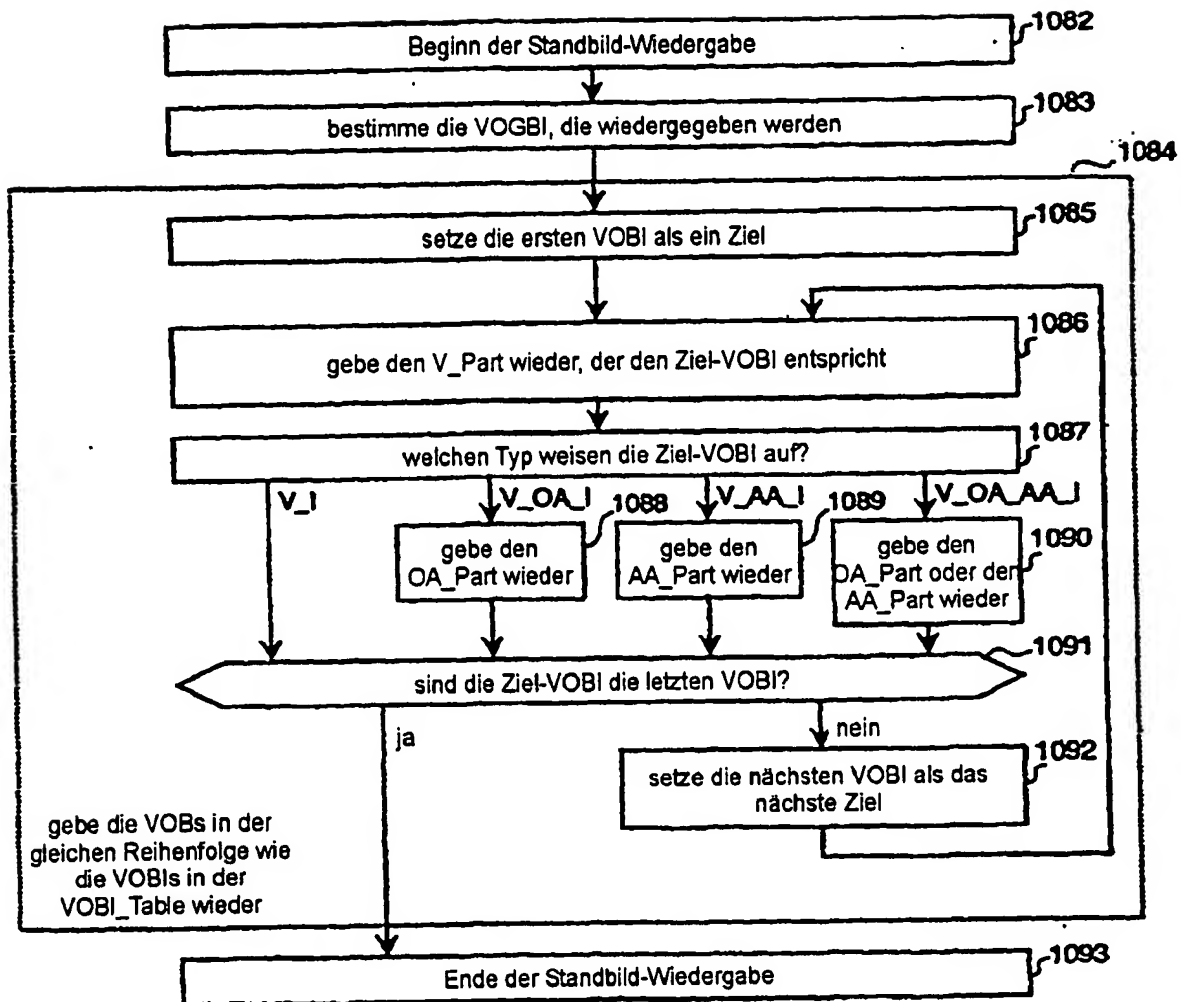 1082
Beginn der Standbild-Wiedergabe
1083
bestimme die VOGBI, die wiedergegeben werden
1084
1085
setze die ersten VOBI als ein Ziel
1086
gebe den V_Part wieder, der den Ziel-VOBI entspricht
1087
welchen Typ weisen die Ziel-VOBI auf?
V_I
V_OA_I
1088
V_AA_I
1089
V_OA_AA_I
1090
gebe den
OA_Part wieder
gebe den
AA_Part wieder
gebe den
OA_Part oder den
AA_Part wieder
1091
sind die Ziel-VOBI die letzten VOBI?
ja
nein
1092
setze die nächsten VOBI als das
nächste Ziel
gebe die VOBs in der
gleichen Reihenfolge wie
die VOBIs in der
VOBI_Table wieder
1093
Ende der Standbild-Wiedergabe